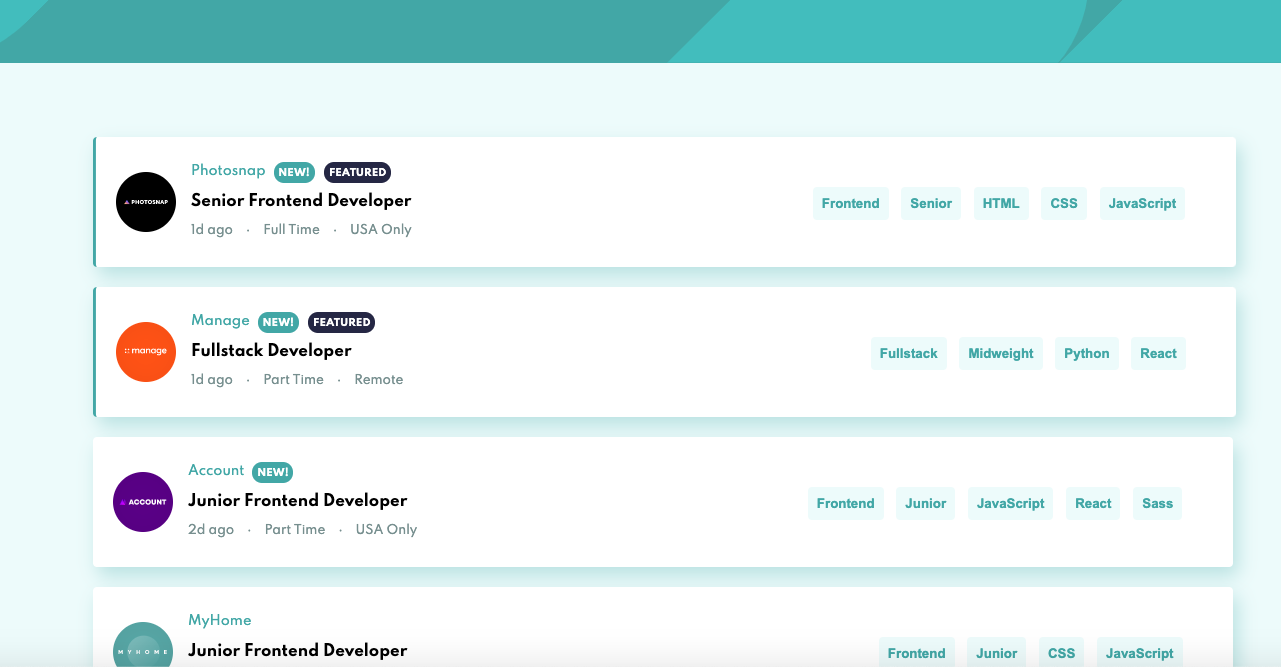 Photosnap NEW! FEATURED
PHOTOSNAP
Senior Frontend Developer
1d ago · Full Time · USA Only
Frontend Senior HTML CSS JavaScript
Manage NEW! FEATURED
:: manage
Fullstack Developer
1d ago · Part Time · Remote
Fullstack Midweight Python React
Account NEW!
ACCOUNT
Junior Frontend Developer
2d ago · Part Time · USA Only
Frontend Junior JavaScript React Sass
MyHome
MYHOME
Junior Frontend Developer
Frontend Junior CSS JavaScript